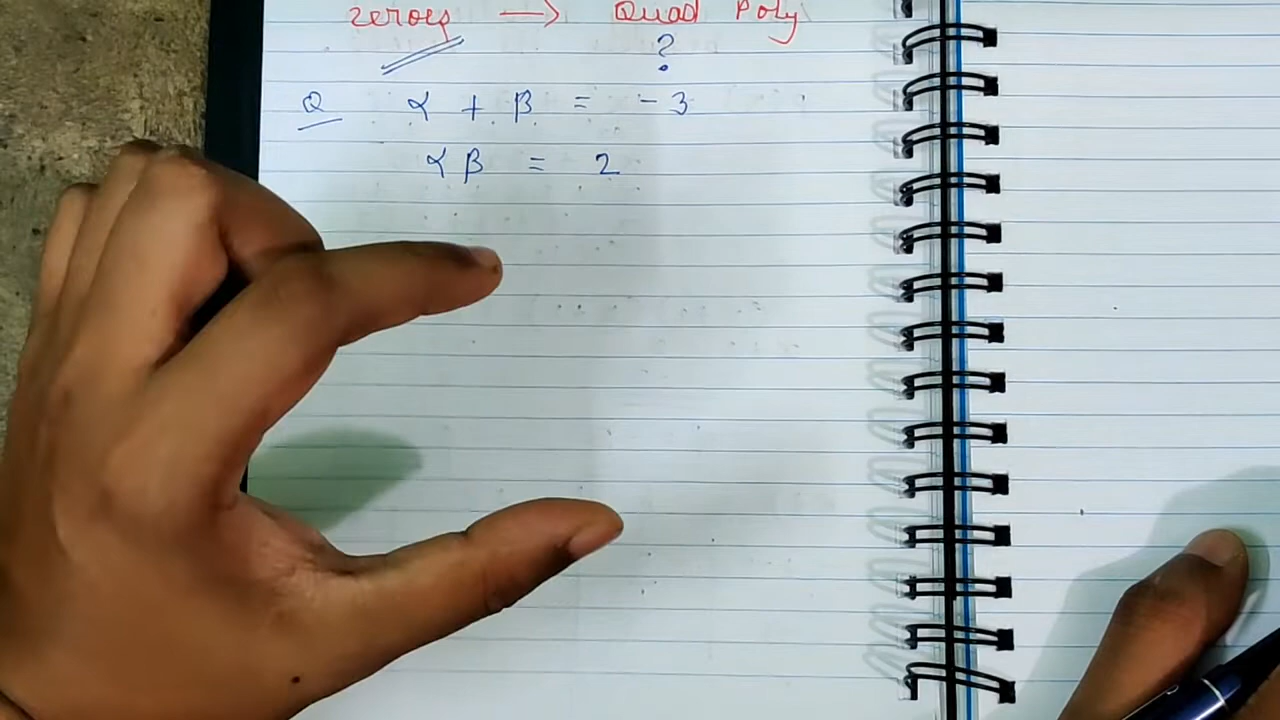 zeroes → Quad Poly
?
Q α + β = -3
αβ = 2